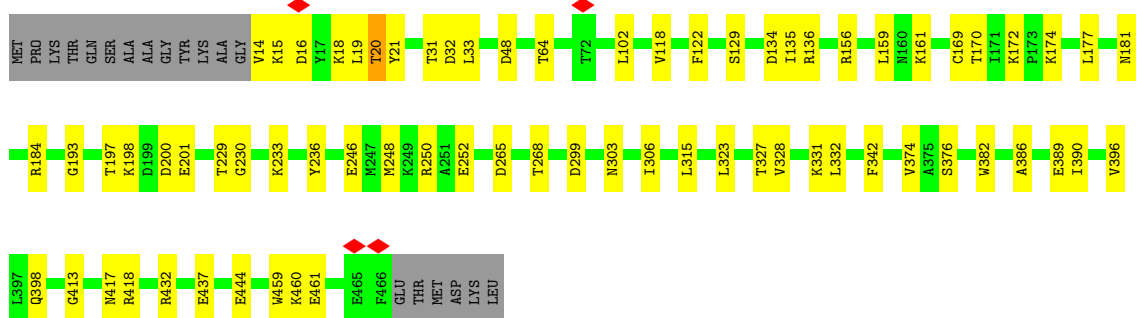 MET PRO LYS THR GLN SER ALA ALA GLY TYR LYS ALA GLY V14 K15 D16 Y17 K18 L19 T20 Y21 T31 D32 L33 D48 T64 T72 L102 V118 F122 S129 D134 I135 R136 R156 L159 N160 K161 C169 T170 I171 K172 P173 K174 L177 N181
R184 G193 T197 K198 D199 D200 E201 T229 G230 K233 Y236 E246 M247 M248 K249 R250 A251 E252 D265 T268 D299 N303 I306 L315 L323 T327 V328 K331 L332 F342 V374 A375 S376 W382 A386 E389 I390 V396
L397 Q398 G413 N417 R418 R432 E437 E444 W459 K460 E461 E465 F466 GLU THR MET ASP LYS LEU